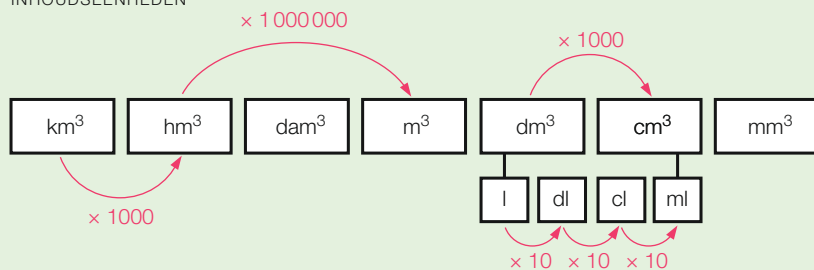 INHOUDSEENHEDEN
× 1 000 000
× 1000
km³ hm³ dam³ m³ dm³ cm³ mm³
l dl cl ml
× 1000
× 10 × 10 × 10